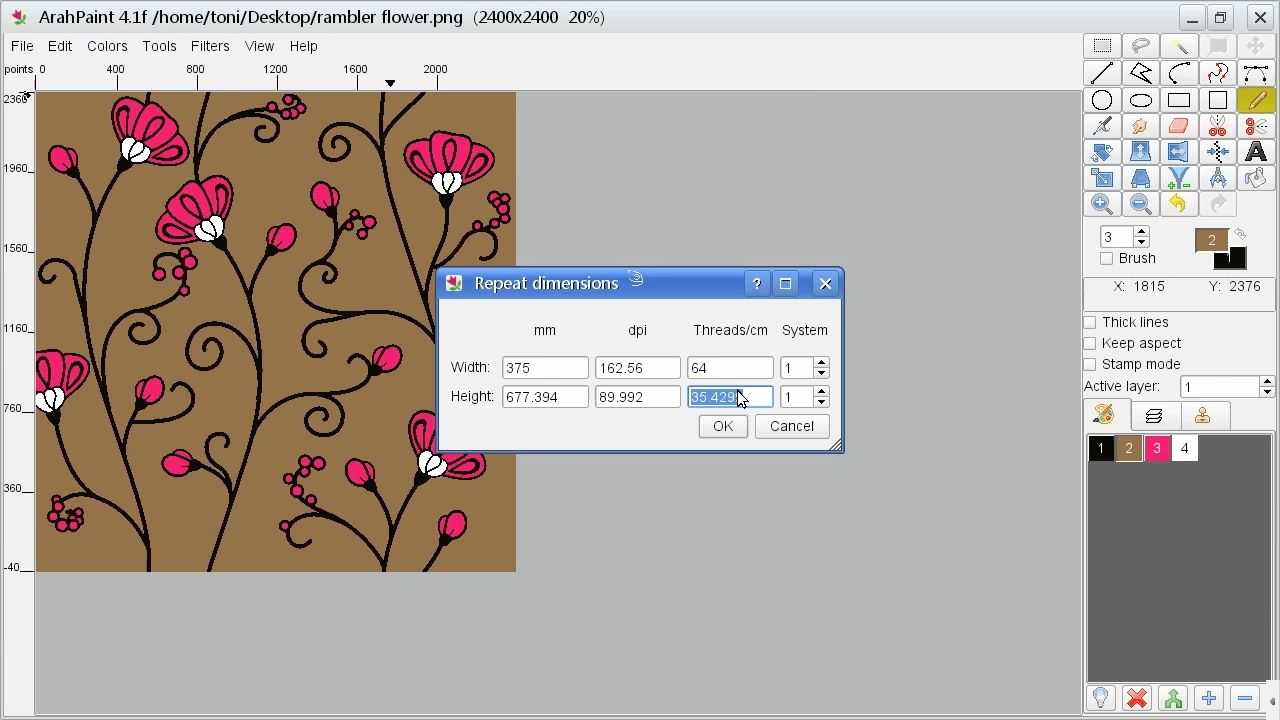 ArahPaint 4.1f /home/toni/Desktop/rambler flower.png (2400x2400 20%)
File Edit Colors Tools Filters View Help
points 0 400 800 1200 1600 2000
2360
1960
1560
1160
760
360
-40
Repeat dimensions
?
mm dpi Threads/cm System
Width: 375 162.56 64 1
Height: 677.394 89.992 35.429 1
OK Cancel
A
3
Brush
2
X: 1815 Y: 2376
Thick lines
Keep aspect
Stamp mode
Active layer: 1
1 2 3 4